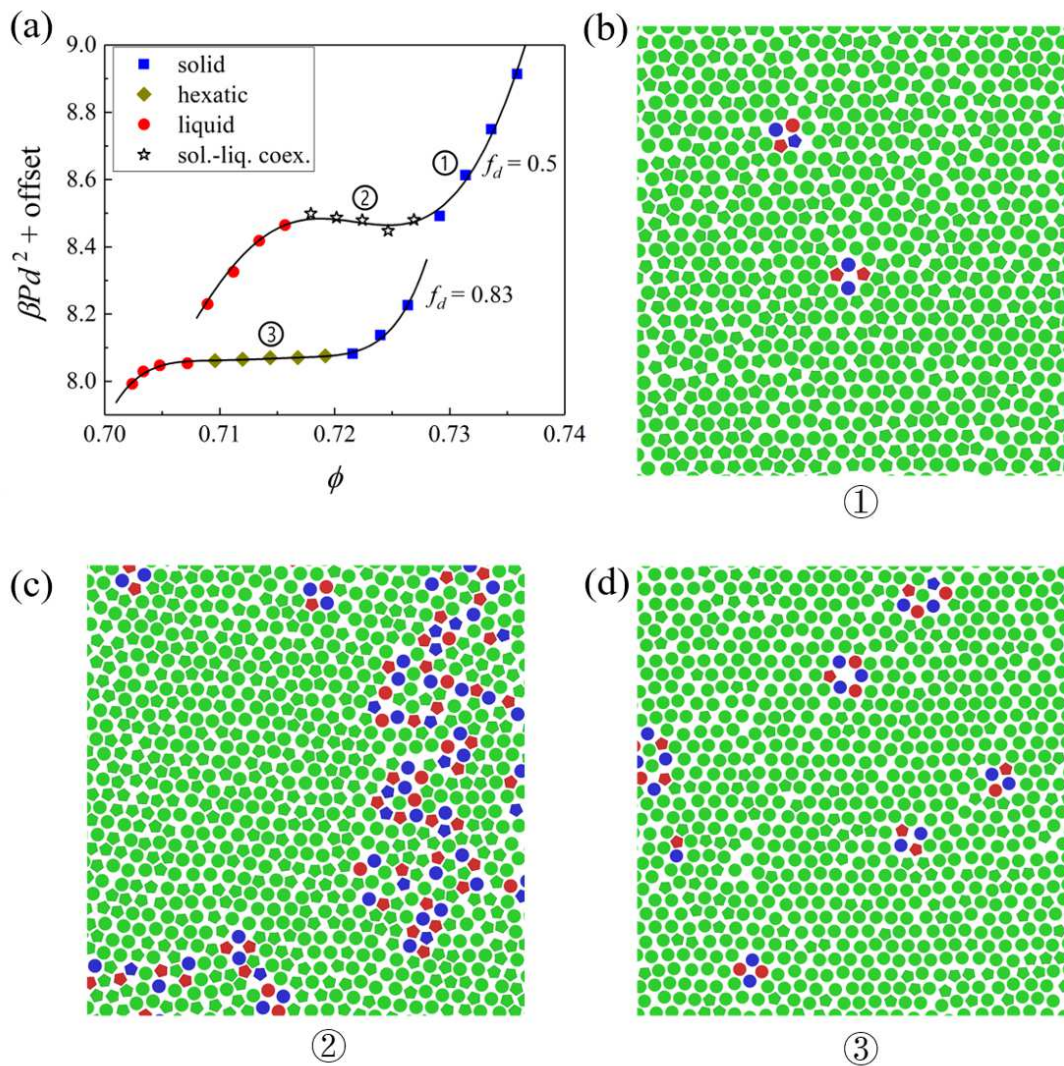 (a)
9.0
8.8
8.6
8.4
8.2
8.0
βPd² + offset
solid
hexatic
liquid
sol.-liq. coex.
①
f_d = 0.5
②
f_d = 0.83
③
0.70 0.71 0.72 0.73 0.74
ϕ
(b)
①
(c)
②
(d)
③